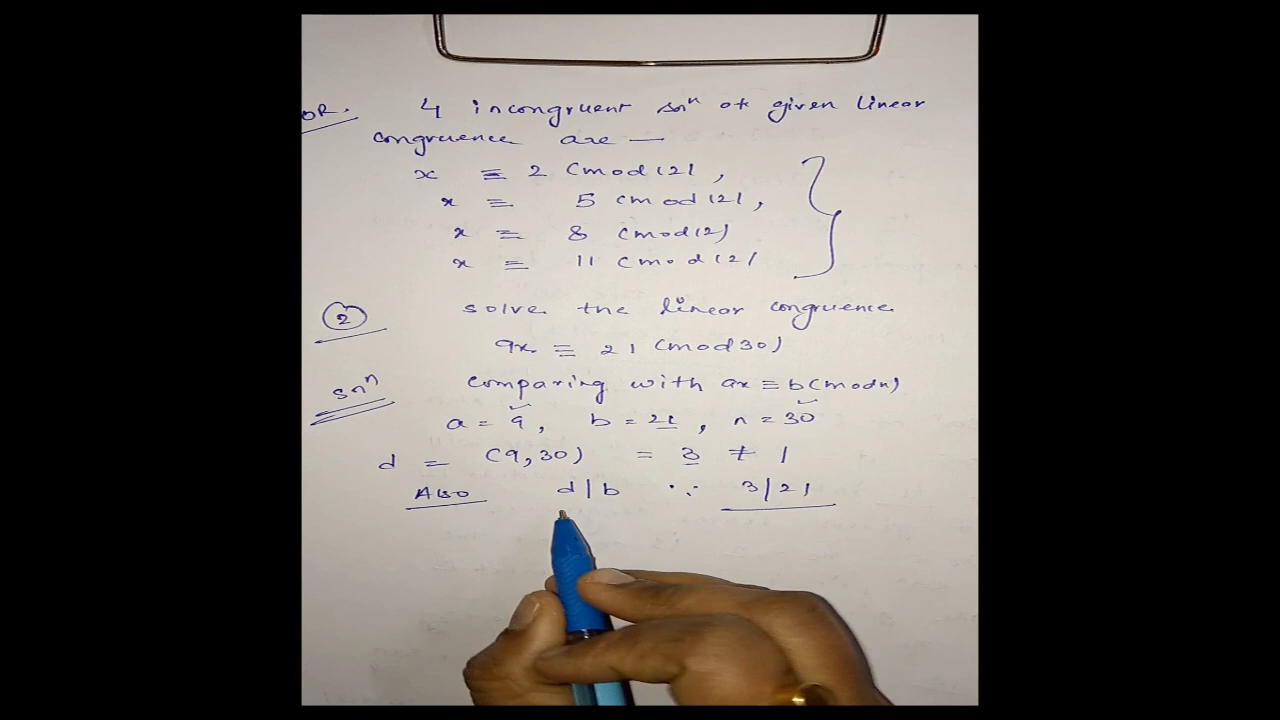 OR. 4 incongruent solⁿ of given linear
congruence are —
x ≡ 2 (mod 12),
x ≡ 5 (mod 12),
x ≡ 8 (mod 12)
x ≡ 11 (mod 12)
2 solve the linear congruence
9x ≡ 21 (mod 30)
solⁿ comparing with ax ≡ b (mod n)
a = 9, b = 21, n = 30
d = (9, 30) = 3 ≠ 1
Also d/b ∵ 3/21